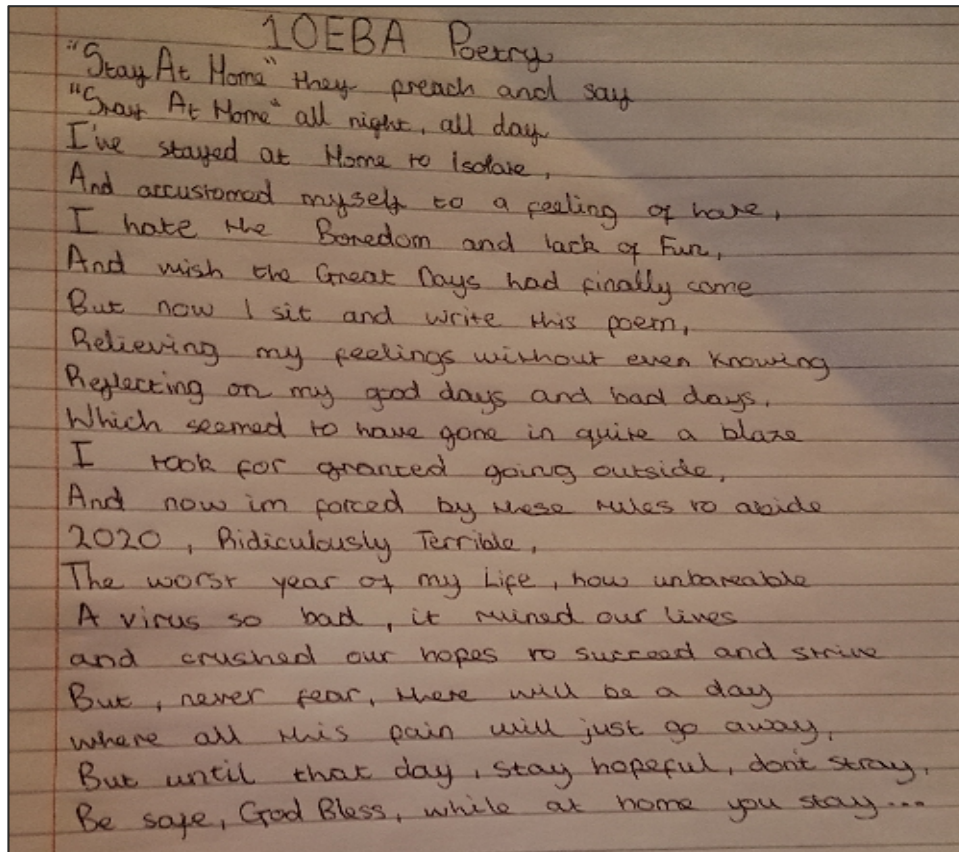 10EBA Poetry
"Stay At Home" they preach and say
"Stay At Home" all night, all day
I've stayed at Home to Isolate,
And accustomed myself to a feeling of hate,
I hate the Boredom and lack of Fun,
And wish the Great Days had finally come
But now I sit and write this poem,
Relieving my feelings without even knowing
Reflecting on my good days and bad days,
Which seemed to have gone in quite a blaze
I took for granted going outside,
And now im forced by these rules to abide
2020, Ridiculously Terrible,
The worst year of my Life, how unbareable
A virus so bad, it ruined our lives
and crushed our hopes to succeed and strive
But, never fear, there will be a day
where all this pain will just go away,
But until that day, stay hopeful, don't stray,
Be safe, God Bless, while at home you stay...